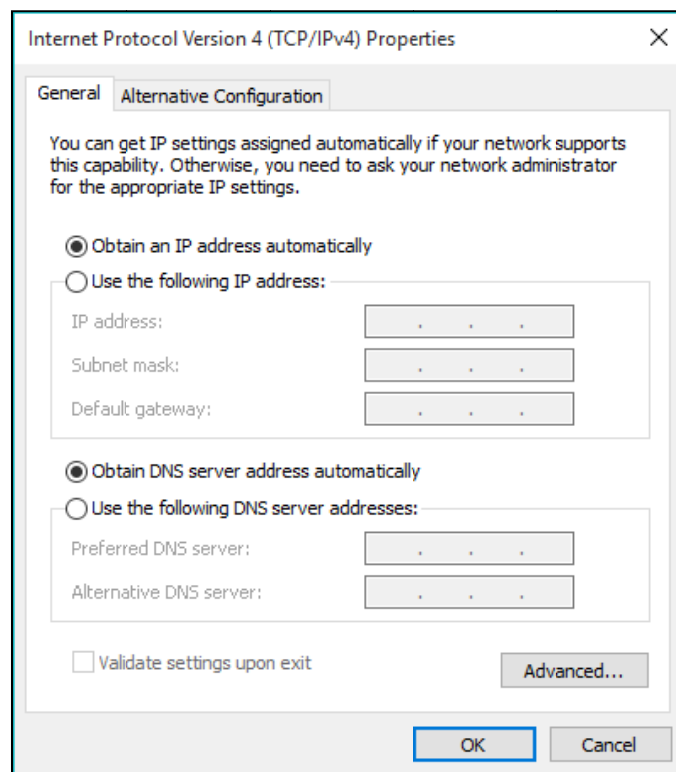 Internet Protocol Version 4 (TCP/IPv4) Properties
General
Alternative Configuration
You can get IP settings assigned automatically if your network supports
this capability. Otherwise, you need to ask your network administrator
for the appropriate IP settings.
Obtain an IP address automatically
Use the following IP address:
IP address:
Subnet mask:
Default gateway:
Obtain DNS server address automatically
Use the following DNS server addresses:
Preferred DNS server:
Alternative DNS server:
Validate settings upon exit
Advanced...
OK
Cancel